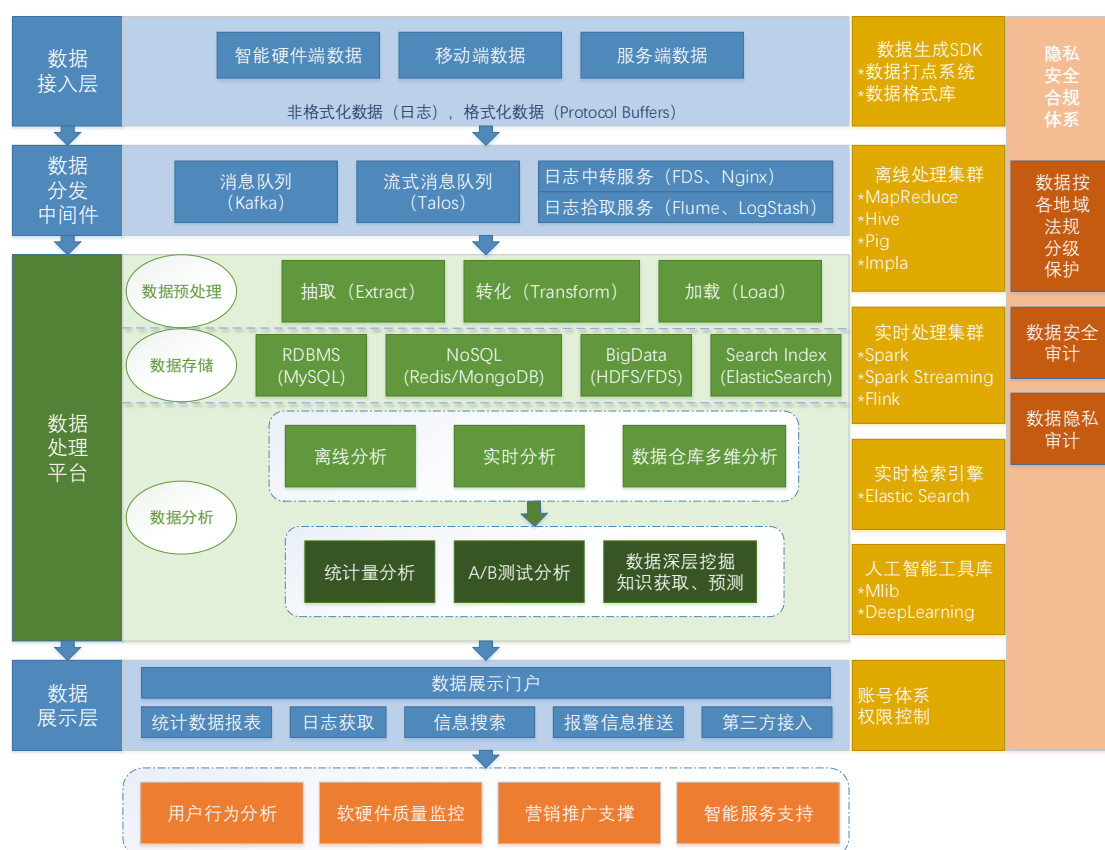 数据
接入层
智能硬件端数据
移动端数据
服务端数据
非格式化数据（日志），格式化数据（Protocol Buffers）
数据生成SDK
*数据打点系统
*数据格式库
隐私
安全
合规
体系
数据
分发
中间件
消息队列
（Kafka）
流式消息队列
（Talos）
日志中转服务（FDS、Nginx）
日志拾取服务（Flume、LogStash）
离线处理集群
*MapReduce
*Hive
*Pig
*Impla
数据按
各地域
法规
分级
保护
数据
处理
平台
数据预处理
抽取（Extract）
转化（Transform）
加载（Load）
数据存储
RDBMS
(MySQL)
NoSQL
(Redis/MongoDB)
BigData
(HDFS/FDS)
Search Index
(ElasticSearch)
实时处理集群
*Spark
*Spark Streaming
*Flink
数据安全
审计
数据隐私
审计
数据分析
离线分析
实时分析
数据仓库多维分析
实时检索引擎
*Elastic Search
统计量分析
A/B测试分析
数据深层挖掘
知识获取、预测
人工智能工具库
*Mlib
*DeepLearning
数据
展示层
数据展示门户
统计数据报表
日志获取
信息搜索
报警信息推送
第三方接入
账号体系
权限控制
用户行为分析
软硬件质量监控
营销推广支撑
智能服务支持